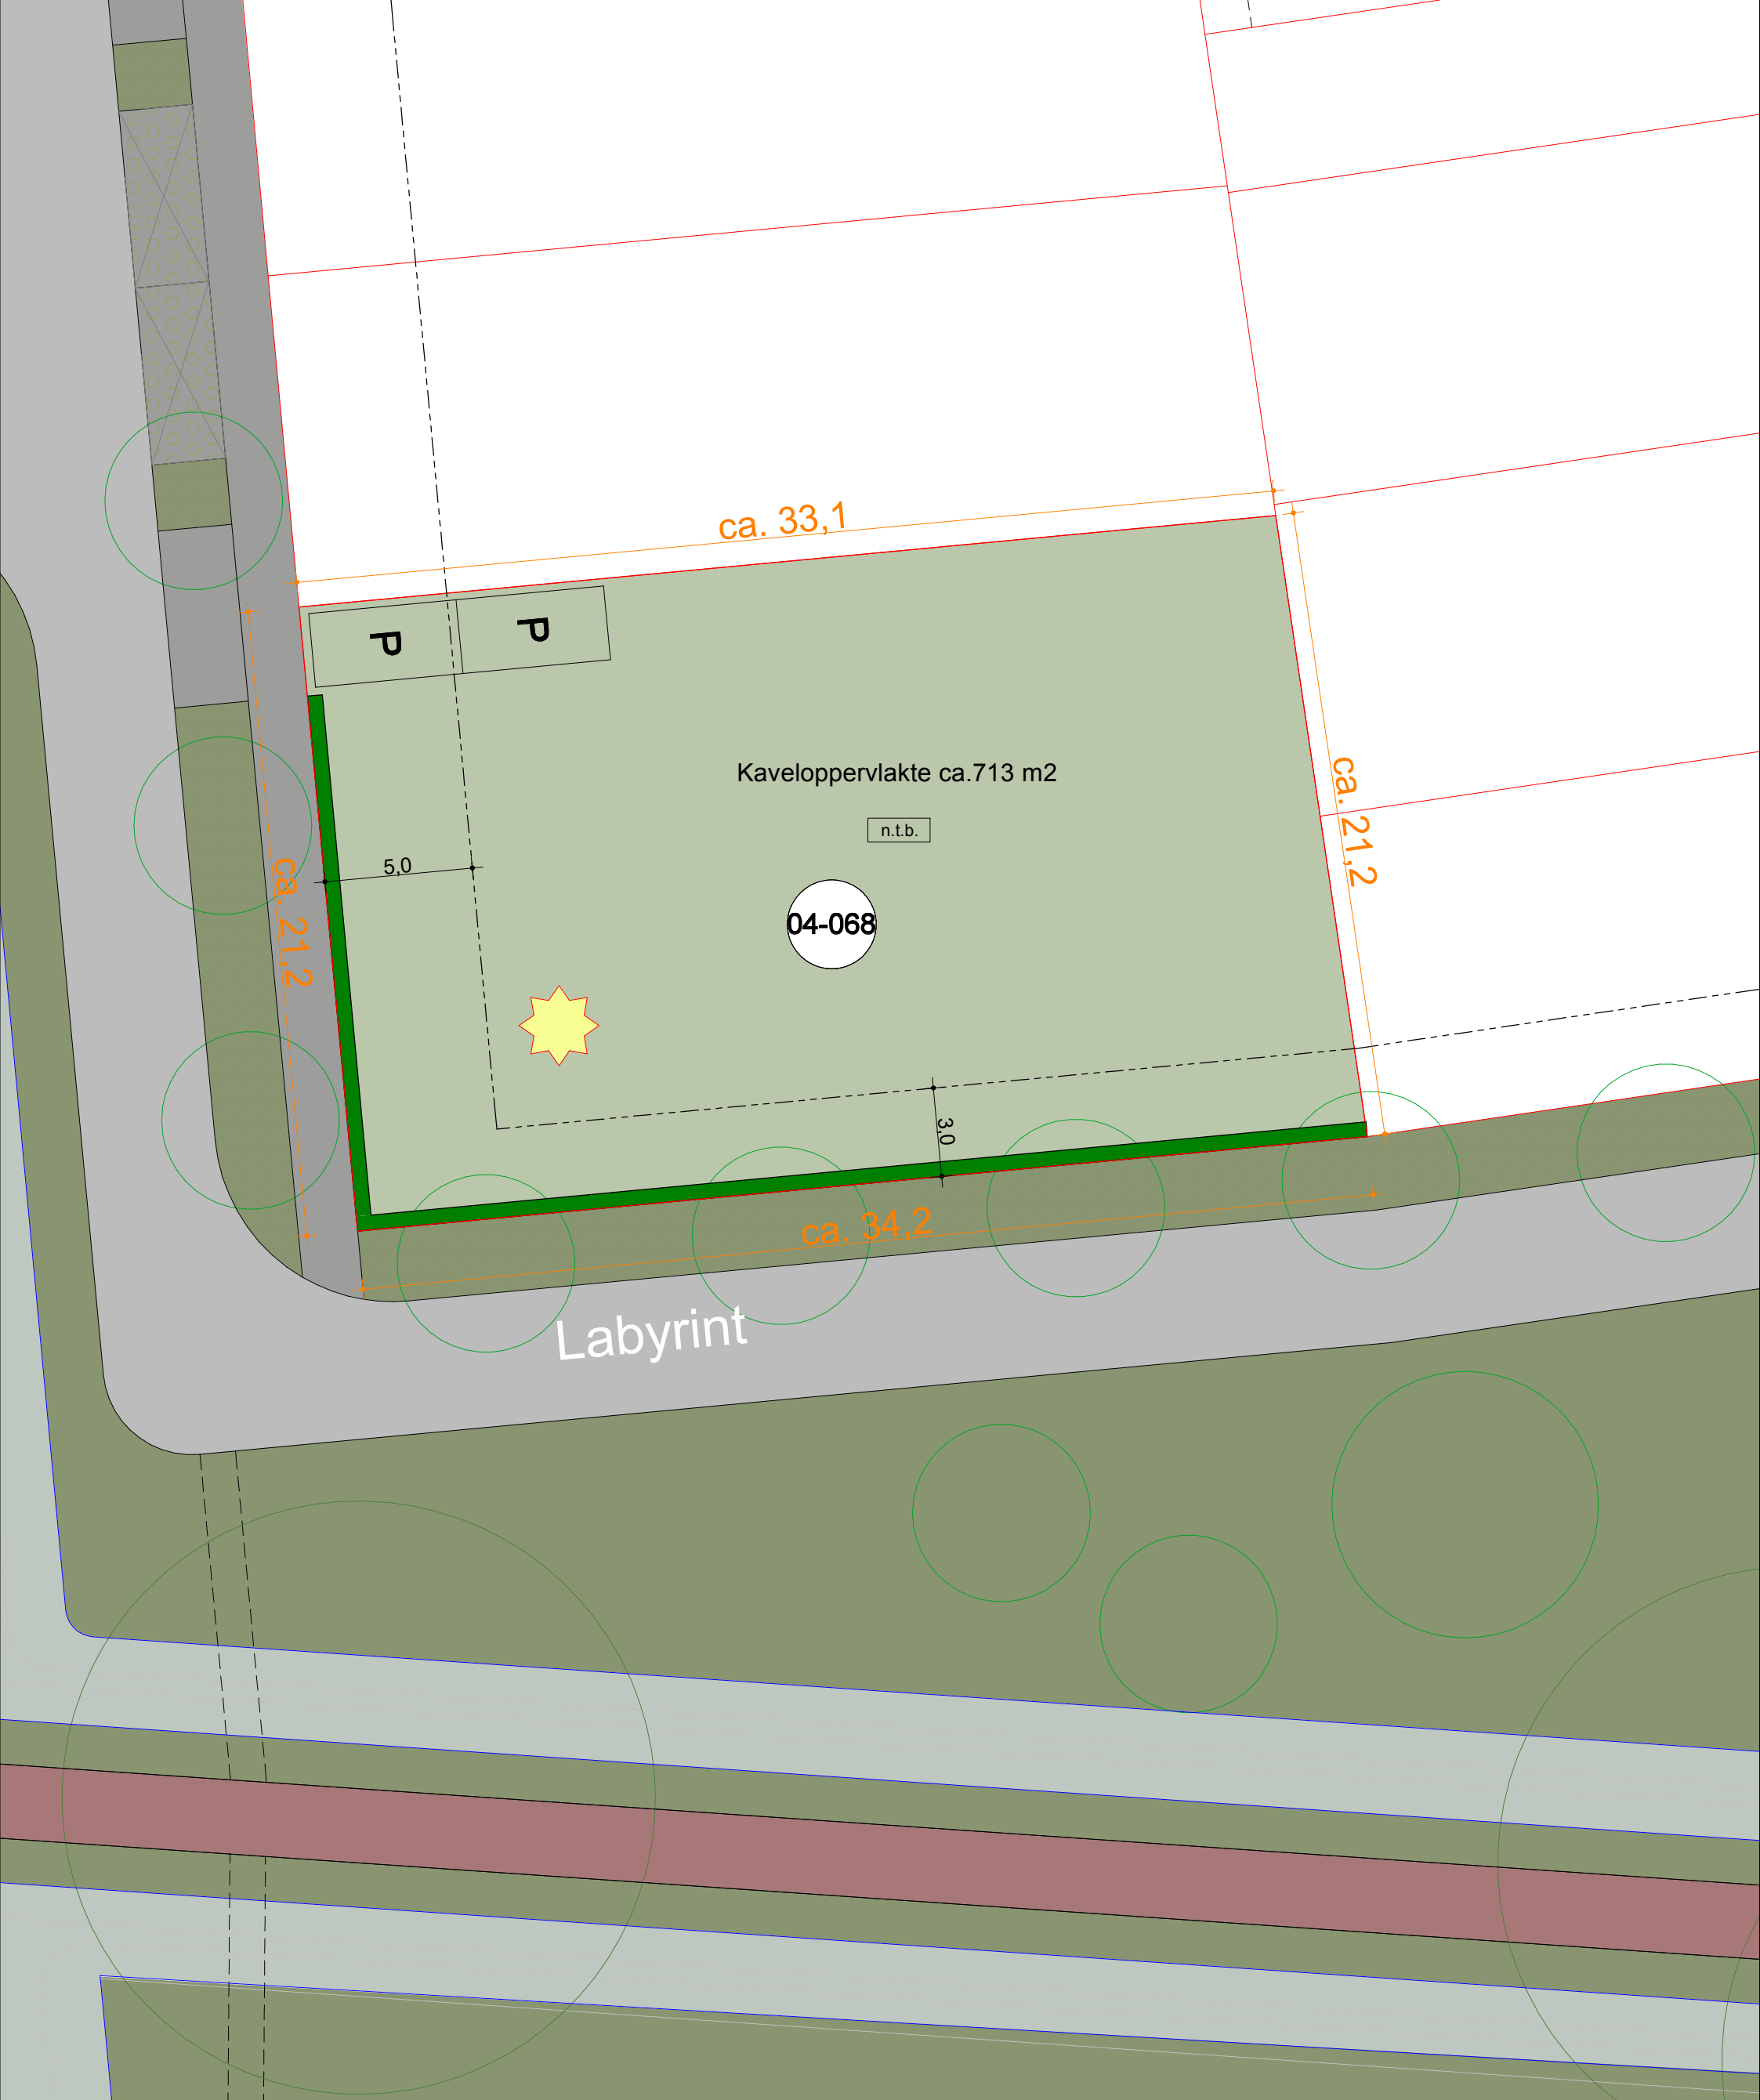 ca. 33,1
P
P
Kaveloppervlakte ca.713 m2
ca. 21,2
n.t.b.
5,0
04-068
ca. 21,2
3,0
ca. 34,2
Labyrint